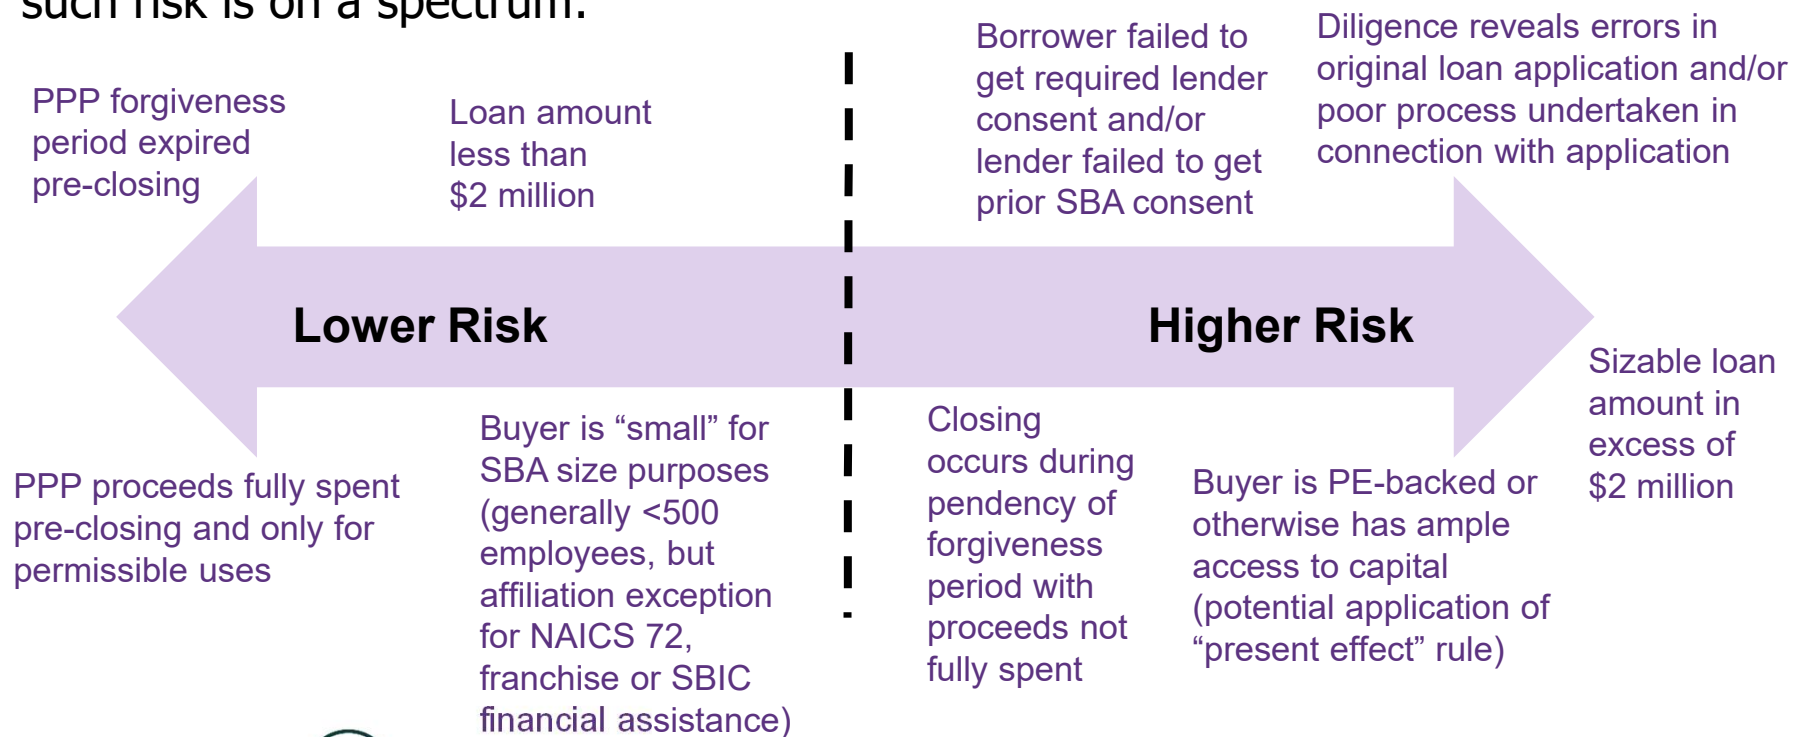 such risk is on a spectrum.
PPP forgiveness
period expired
pre-closing
Loan amount
less than
$2 million
Borrower failed to
get required lender
consent and/or
lender failed to get
prior SBA consent
Diligence reveals errors in
original loan application and/or
poor process undertaken in
connection with application
Lower Risk
Higher Risk
PPP proceeds fully spent
pre-closing and only for
permissible uses
Buyer is “small” for
SBA size purposes
(generally <500
employees, but
affiliation exception
for NAICS 72,
franchise or SBIC
financial assistance)
Closing
occurs during
pendency of
forgiveness
period with
proceeds not
fully spent
Buyer is PE-backed or
otherwise has ample
access to capital
(potential application of
“present effect” rule)
Sizable loan
amount in
excess of
$2 million